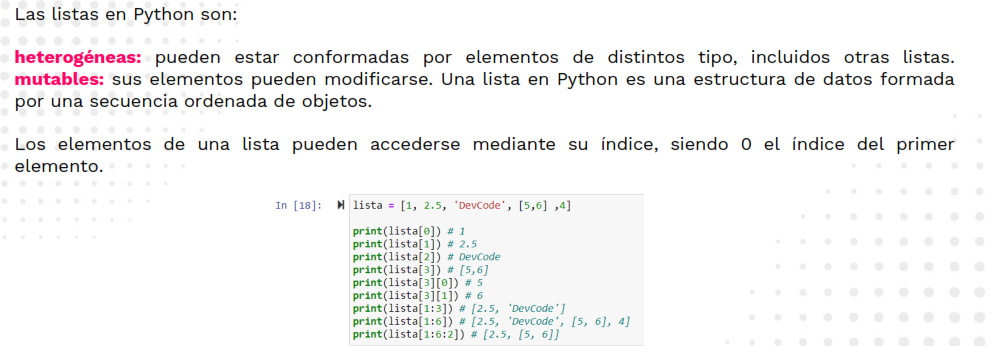 Las listas en Python son:
heterogéneas: pueden estar conformadas por elementos de distintos tipo, incluidos otras listas.
mutables: sus elementos pueden modificarse. Una lista en Python es una estructura de datos formada
por una secuencia ordenada de objetos.
Los elementos de una lista pueden accederse mediante su índice, siendo 0 el índice del primer
elemento.
In [18]: lista = [1, 2.5, 'DevCode', [5,6] ,4]
print(lista[0]) # 1
print(lista[1]) # 2.5
print(lista[2]) # DevCode
print(lista[3]) # [5,6]
print(lista[3][0]) # 5
print(lista[3][1]) # 6
print(lista[1:3]) # [2.5, 'DevCode']
print(lista[1:6]) # [2.5, 'DevCode', [5, 6], 4]
print(lista[1:6:2]) # [2.5, [5, 6]]